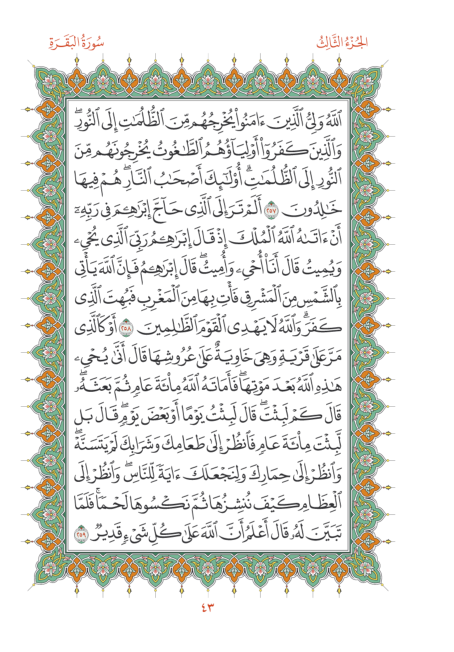 الجُزْءُ الثَّالِثُ
سُورَةُ البَقَرَةِ
ٱللَّهُ وَلِيُّ ٱلَّذِينَ ءَامَنُوا۟ يُخْرِجُهُم مِّنَ ٱلظُّلُمَٰتِ إِلَى ٱلنُّورِۖ
وَٱلَّذِينَ كَفَرُوٓا۟ أَوْلِيَآؤُهُمُ ٱلطَّٰغُوتُ يُخْرِجُونَهُم مِّنَ
ٱلنُّورِ إِلَى ٱلظُّلُمَٰتِۗ أُو۟لَٰٓئِكَ أَصْحَٰبُ ٱلنَّارِۖ هُمْ فِيهَا
خَٰلِدُونَ ٢٥٧ أَلَمْ تَرَ إِلَى ٱلَّذِى حَآجَّ إِبْرَٰهِـۧمَ فِى رَبِّهِۦٓ
أَنْ ءَاتَىٰهُ ٱللَّهُ ٱلْمُلْكَ إِذْ قَالَ إِبْرَٰهِـۧمُ رَبِّىَ ٱلَّذِى يُحْىِۦ
وَيُمِيتُ قَالَ أَنَا۠ أُحْىِۦ وَأُمِيتُۖ قَالَ إِبْرَٰهِـۧمُ فَإِنَّ ٱللَّهَ يَأْتِى
بِٱلشَّمْسِ مِنَ ٱلْمَشْرِقِ فَأْتِ بِهَا مِنَ ٱلْمَغْرِبِ فَبُهِتَ ٱلَّذِى
كَفَرَۗ وَٱللَّهُ لَا يَهْدِى ٱلْقَوْمَ ٱلظَّٰلِمِينَ ٢٥٨ أَوْ كَٱلَّذِى
مَرَّ عَلَىٰ قَرْيَةٍ وَهِىَ خَاوِيَةٌ عَلَىٰ عُرُوشِهَا قَالَ أَنَّىٰ يُحْىِۦ
هَٰذِهِ ٱللَّهُ بَعْدَ مَوْتِهَاۖ فَأَمَاتَهُ ٱللَّهُ مِا۟ئَةَ عَامٍ ثُمَّ بَعَثَهُۥۖ
قَالَ كَمْ لَبِثْتَۖ قَالَ لَبِثْتُ يَوْمًا أَوْ بَعْضَ يَوْمٍۖ قَالَ بَل
لَّبِثْتَ مِا۟ئَةَ عَامٍ فَٱنظُرْ إِلَىٰ طَعَامِكَ وَشَرَابِكَ لَمْ يَتَسَنَّهْۖ
وَٱنظُرْ إِلَىٰ حِمَارِكَ وَلِنَجْعَلَكَ ءَايَةً لِّلنَّاسِۖ وَٱنظُرْ إِلَى
ٱلْعِظَامِ كَيْفَ نُنشِزُهَا ثُمَّ نَكْسُوهَا لَحْمًاۚ فَلَمَّا
تَبَيَّنَ لَهُۥ قَالَ أَعْلَمُ أَنَّ ٱللَّهَ عَلَىٰ كُلِّ شَىْءٍ قَدِيرٌ ٢٥٩
٤٣